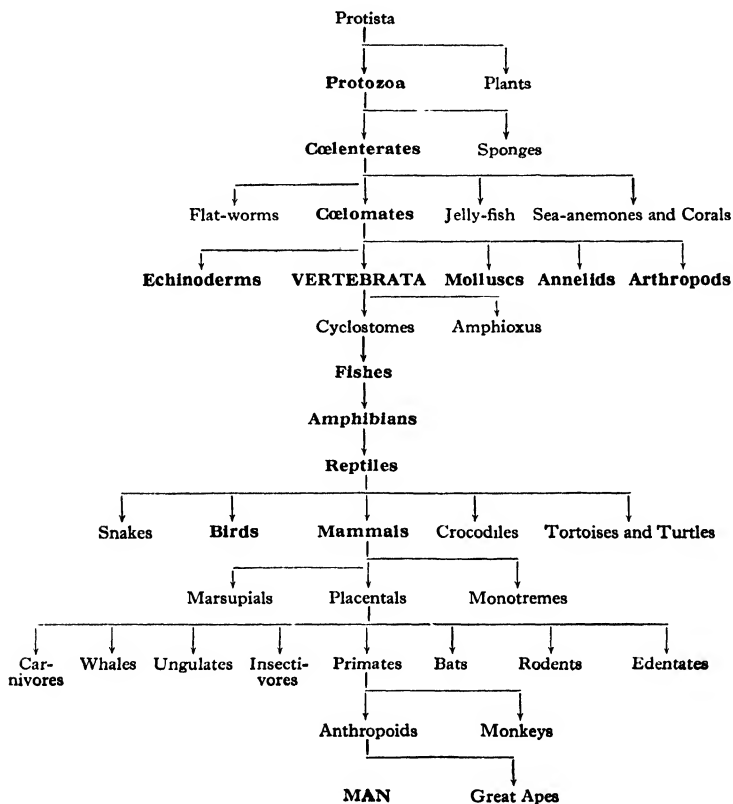 Protista
Protozoa Plants
Cœlenterates Sponges
Flat-worms Cœlomates Jelly-fish Sea-anemones and Corals
Echinoderms VERTEBRATA Molluscs Annelids Arthropods
Cyclostomes Amphioxus
Fishes
Amphibians
Reptiles
Snakes Birds Mammals Crocodiles Tortoises and Turtles
Marsupials Placentals Monotremes
Car- Whales Ungulates Insecti- Primates Bats Rodents Edentates
nivores vores
Anthropoids Monkeys
MAN Great Apes